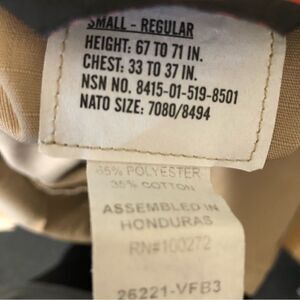 SMALL - REGULAR
HEIGHT: 67 TO 71 IN.
CHEST: 33 TO 37 IN.
NSN NO. 8415-01-519-8501
NATO SIZE: 7080/8494
65% POLYESTER
35% COTTON
ASSEMBLED IN
HONDURAS
RN#100272
26221-VFB3